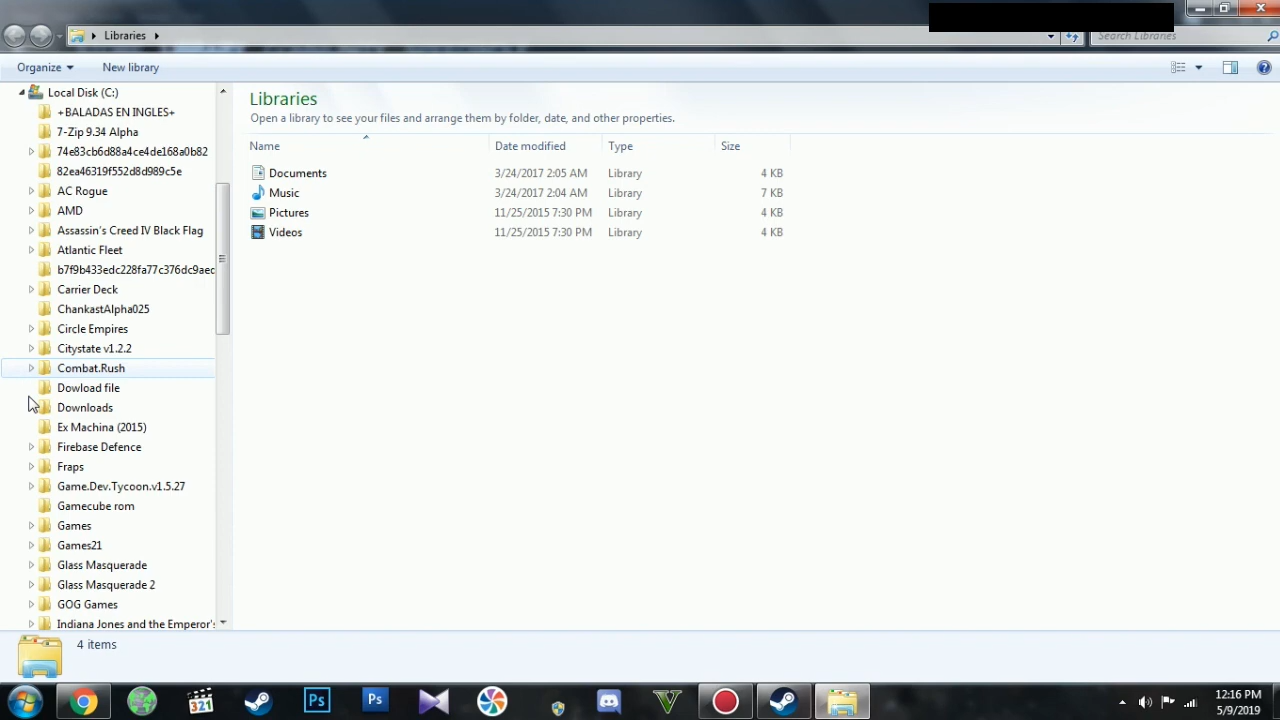 Libraries
Search Libraries
Organize
New library
Local Disk (C:)
+BALADAS EN INGLES+
7-Zip 9.34 Alpha
74e83cb6d88a4ce4de168a0b82
82ea46319f552d8d989c5e
AC Rogue
AMD
Assassin's Creed IV Black Flag
Atlantic Fleet
b7f9b433edc228fa77c376dc9aed
Carrier Deck
ChankastAlpha025
Circle Empires
Citystate v1.2.2
Combat.Rush
Dowload file
Downloads
Ex Machina (2015)
Firebase Defence
Fraps
Game.Dev.Tycoon.v1.5.27
Gamecube rom
Games
Games21
Glass Masquerade
Glass Masquerade 2
GOG Games
Indiana Jones and the Emperor's
Libraries
Open a library to see your files and arrange them by folder, date, and other properties.
Name Date modified Type Size
Documents 3/24/2017 2:05 AM Library 4 KB
Music 3/24/2017 2:04 AM Library 7 KB
Pictures 11/25/2015 7:30 PM Library 4 KB
Videos 11/25/2015 7:30 PM Library 4 KB
4 items
321
Ps
Ps
V
12:16 PM
5/9/2019